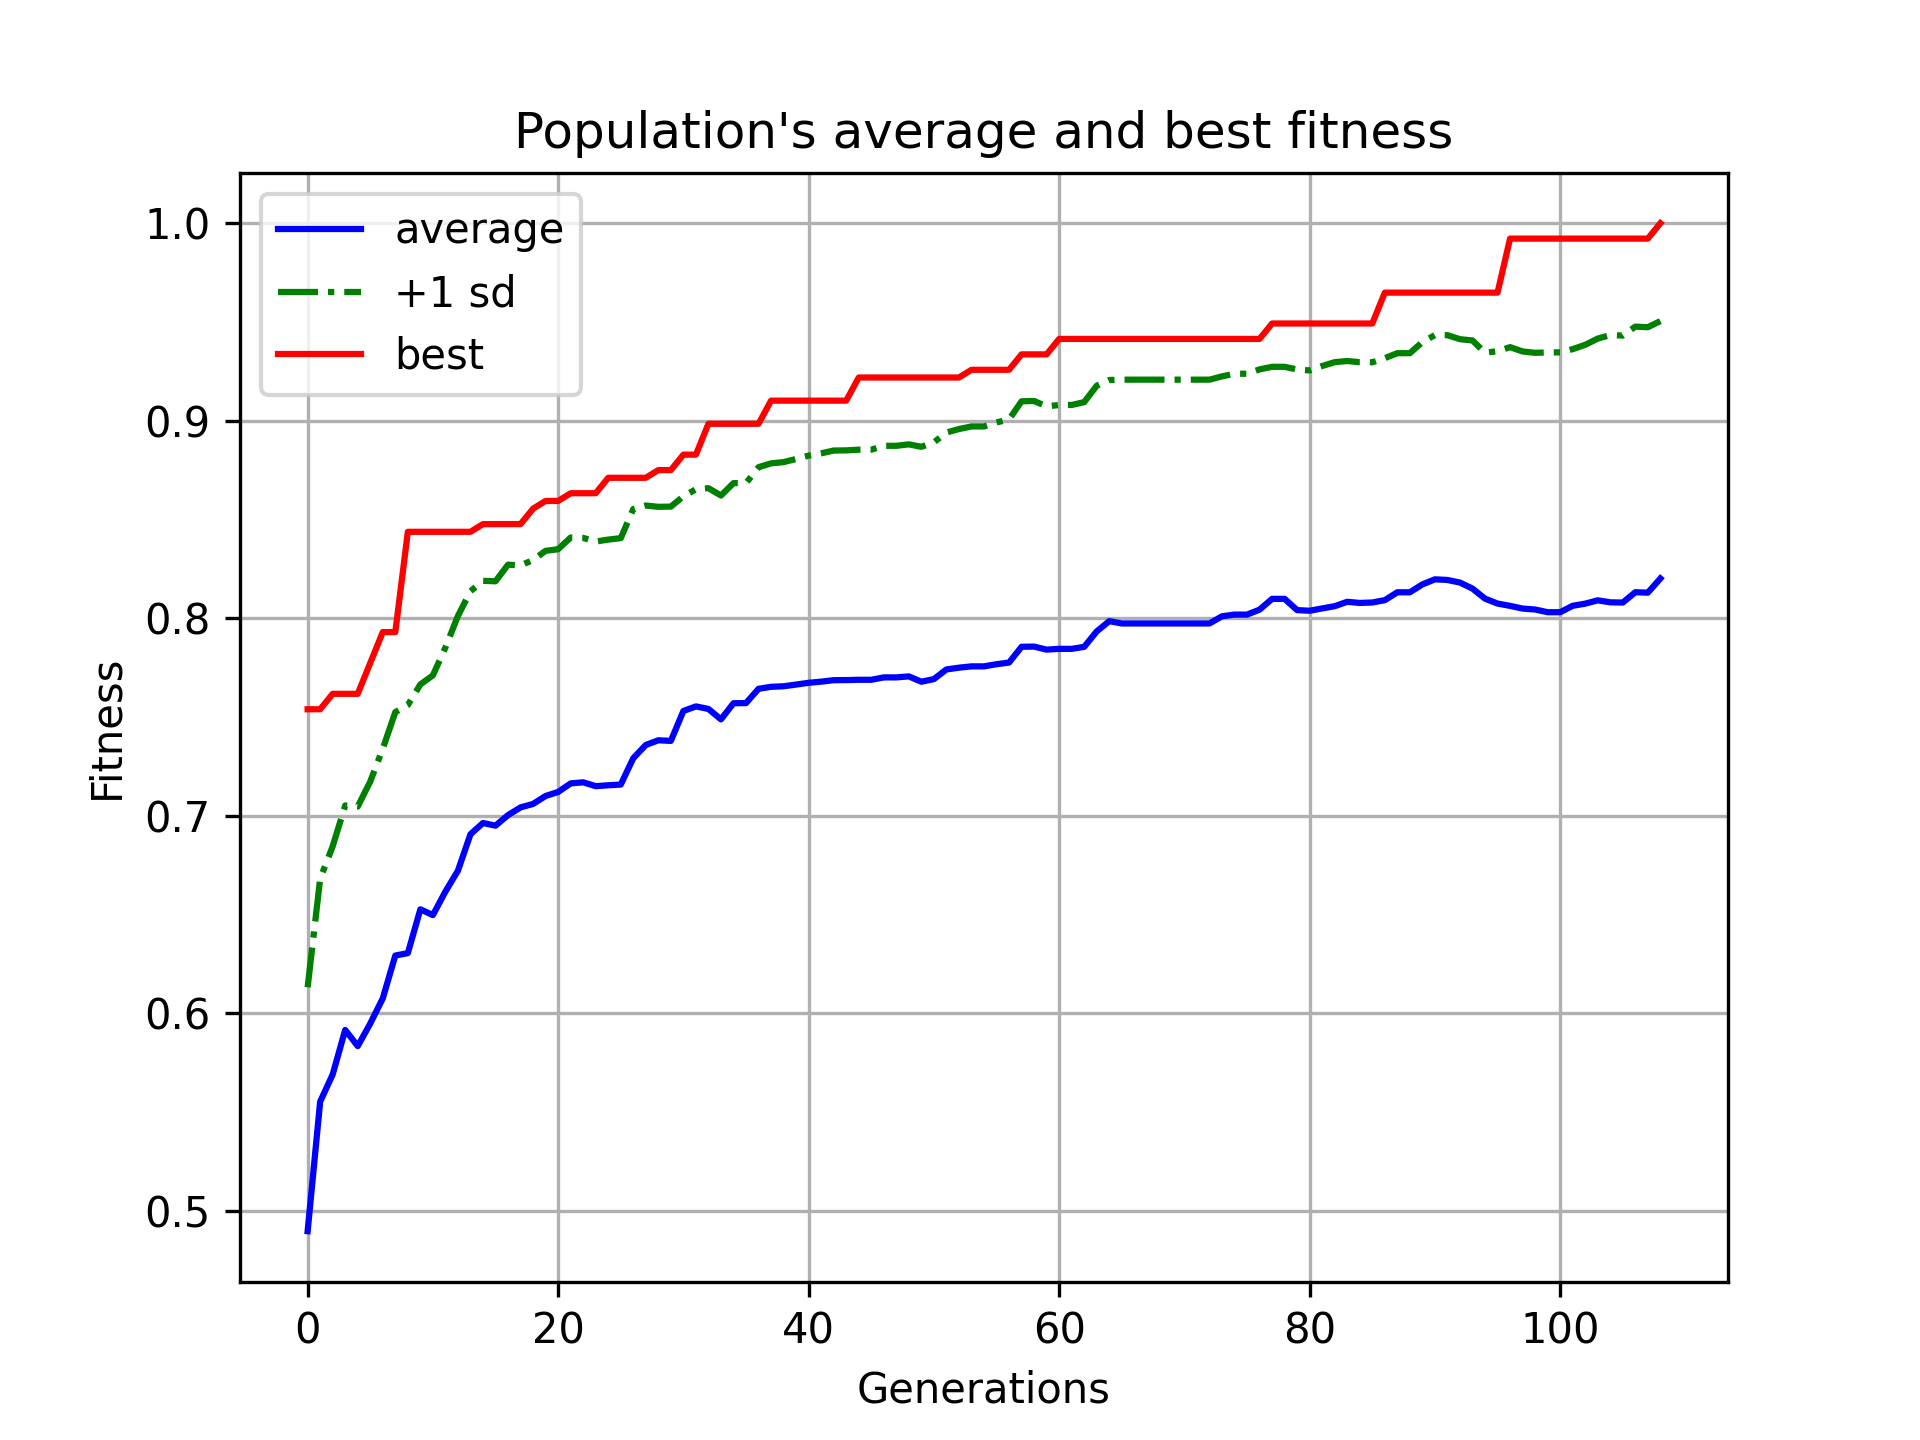 Population's average and best fitness
average
+1 sd
best
1.0
0.9
0.8
0.7
0.6
0.5
Fitness
0 20 40 60 80 100
Generations